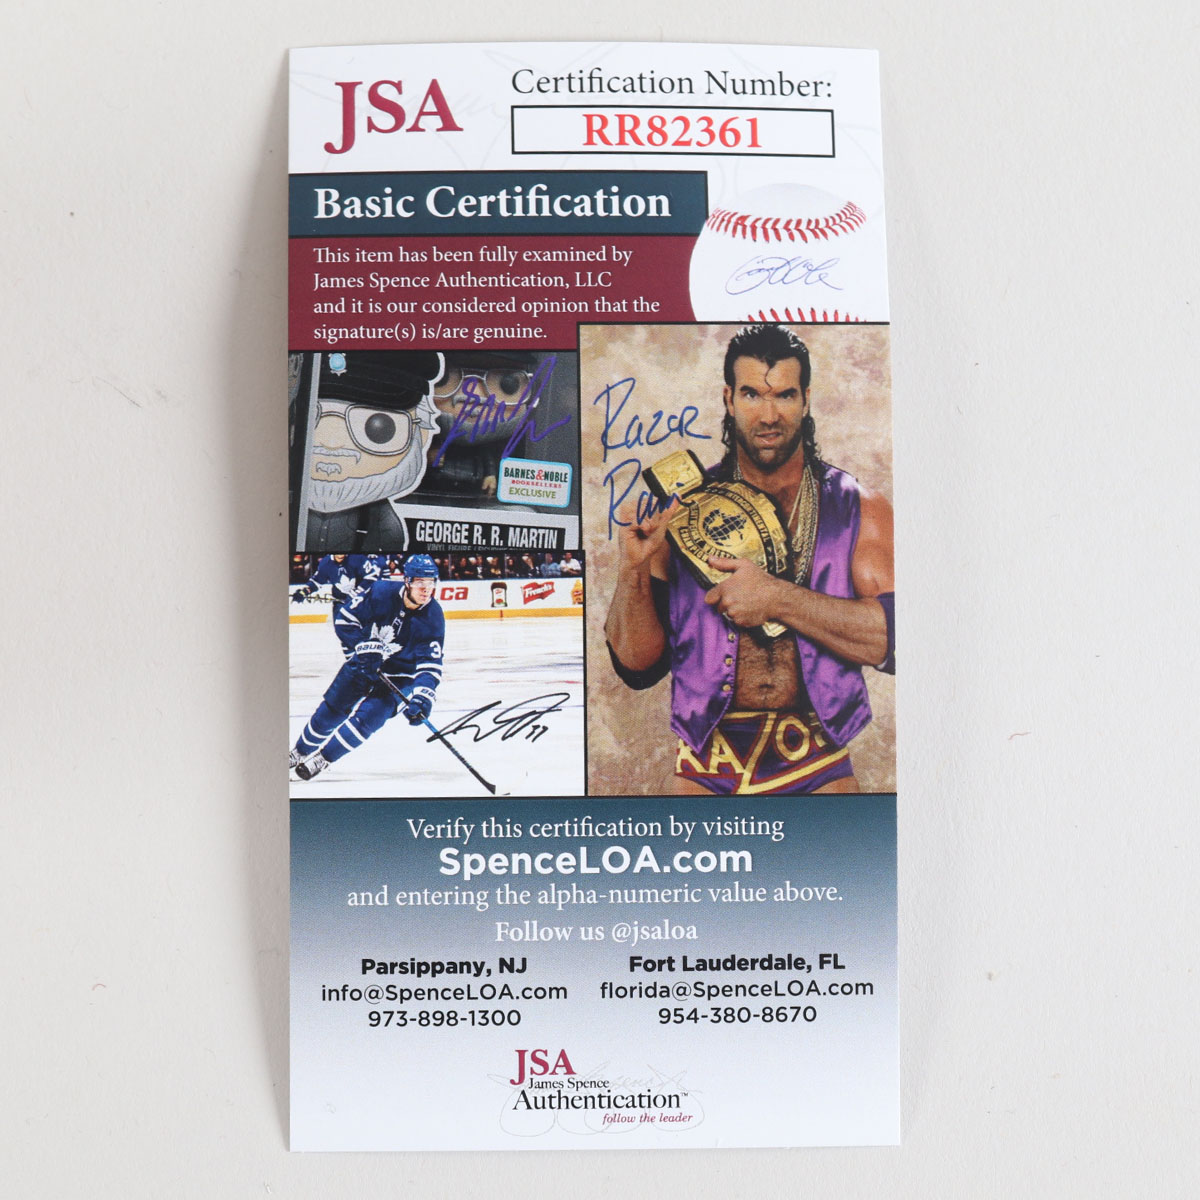 JSA
Certification Number:
RR82361
Basic Certification
This item has been fully examined by
James Spence Authentication, LLC
and it is our considered opinion that the
signature(s) is/are genuine.
BARNES & NOBLE
BOOKSELLERS
EXCLUSIVE
GEORGE R. R. MARTIN
Razor
Ramon
RAZOR
Verify this certification by visiting
SpenceLOA.com
and entering the alpha-numeric value above.
Follow us @jsaloa
Parsippany, NJ
info@SpenceLOA.com
973-898-1300
Fort Lauderdale, FL
florida@SpenceLOA.com
954-380-8670
JSA
James Spence
Authentication™
follow the leader